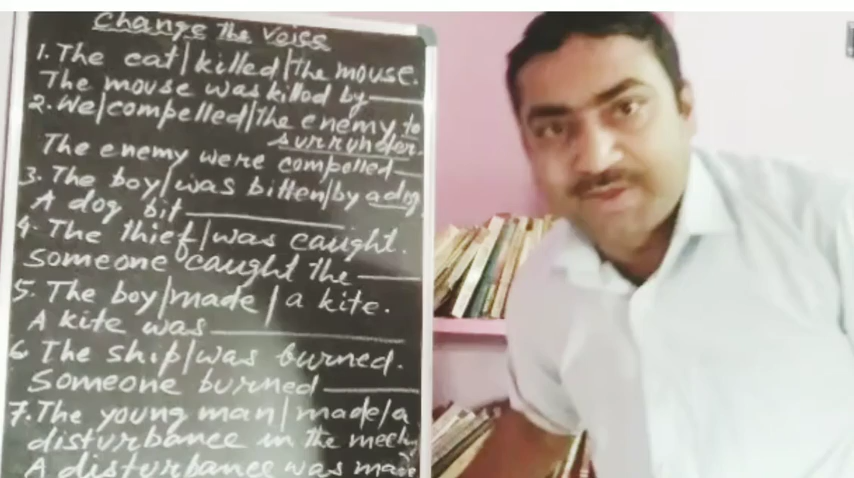 Change The Voice
1. The cat | killed | the mouse.
The mouse was killed by
2. We | compelled | the enemy to
surrunder.
The enemy were compelled
3. The boy | was bitten | by a dog.
A dog bit
4. The thief | was caught.
Someone caught the
5. The boy | made | a kite.
A kite was
6 The ship | was burned.
Someone burned
7. The young man | made | a
disturbance in the
A disturbance was made